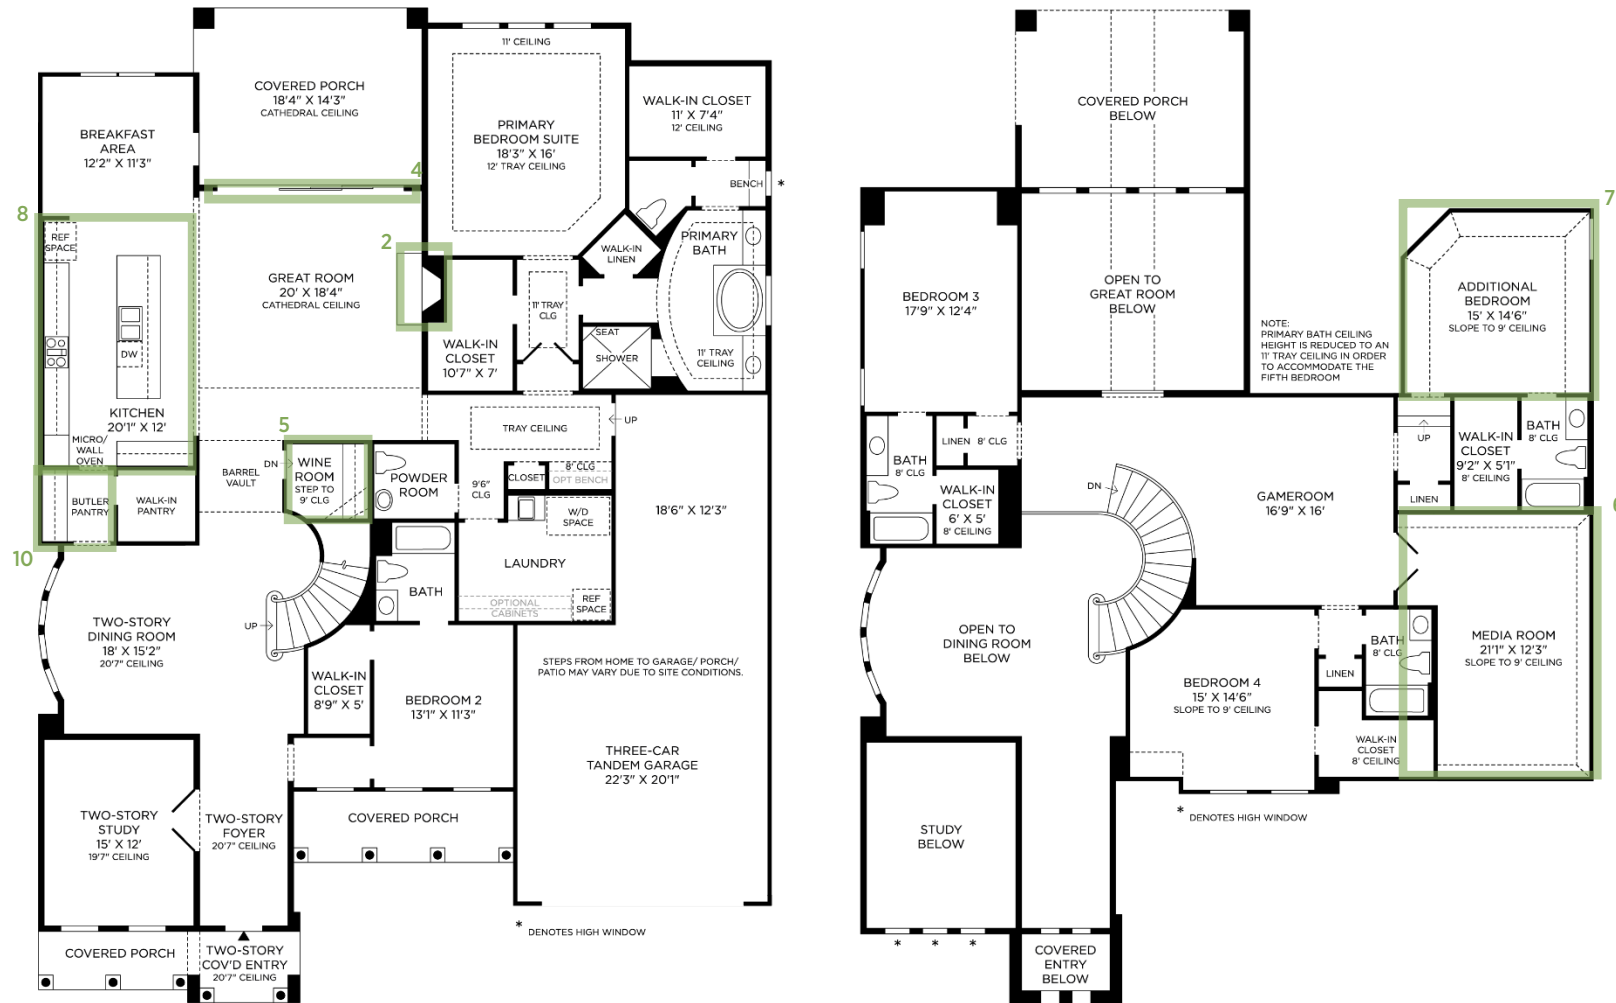 11' CEILING
COVERED PORCH
18'4" X 14'3"
CATHEDRAL CEILING
WALK-IN CLOSET
11' X 7'4"
12' CEILING
BREAKFAST
AREA
12'2" X 11'3"
PRIMARY
BEDROOM SUITE
18'3" X 16'
12' TRAY CEILING
4
BENCH
*
8
REF
SPACE
2
WALK-IN
LINEN
PRIMARY
BATH
GREAT ROOM
20' X 18'4"
CATHEDRAL CEILING
11' TRAY
CLG
SEAT
SHOWER
11' TRAY
CEILING
DW
WALK-IN
CLOSET
10'7" X 7'
KITCHEN
20'1" X 12'
MICRO/
WALL
OVEN
5
TRAY CEILING
UP
DN
WINE
ROOM
STEP TO
9' CLG
BARREL
VAULT
POWDER
ROOM
9'6"
CLG
CLOSET
8' CLG
OPT BENCH
BUTLER
PANTRY
WALK-IN
PANTRY
W/D
SPACE
18'6" X 12'3"
10
LAUNDRY
BATH
OPTIONAL
CABINETS
REF
SPACE
TWO-STORY
DINING ROOM
18' X 15'2"
20'7" CEILING
UP
STEPS FROM HOME TO GARAGE/ PORCH/
PATIO MAY VARY DUE TO SITE CONDITIONS.
WALK-IN
CLOSET
8'9" X 5'
BEDROOM 2
13'1" X 11'3"
THREE-CAR
TANDEM GARAGE
22'3" X 20'1"
TWO-STORY
STUDY
15' X 12'
19'7" CEILING
TWO-STORY
FOYER
20'7" CEILING
COVERED PORCH
* DENOTES HIGH WINDOW
COVERED PORCH
TWO-STORY
COV'D ENTRY
20'7" CEILING
COVERED PORCH
BELOW
7
BEDROOM 3
17'9" X 12'4"
OPEN TO
GREAT ROOM
BELOW
ADDITIONAL
BEDROOM
15' X 14'6"
SLOPE TO 9' CEILING
NOTE:
PRIMARY BATH CEILING
HEIGHT IS REDUCED TO AN
11' TRAY CEILING IN ORDER
TO ACCOMMODATE THE
FIFTH BEDROOM
LINEN
8' CLG
BATH
8' CLG
WALK-IN
CLOSET
6' X 5'
8' CEILING
DN
GAMEROOM
16'9" X 16'
UP
LINEN
WALK-IN
CLOSET
9'2" X 5'1"
8' CEILING
BATH
8' CLG
6
OPEN TO
DINING ROOM
BELOW
BATH
8' CLG
LINEN
MEDIA ROOM
21'1" X 12'3"
SLOPE TO 9' CEILING
BEDROOM 4
15' X 14'6"
SLOPE TO 9' CEILING
WALK-IN
CLOSET
8' CEILING
*
DENOTES HIGH WINDOW
STUDY
BELOW
* * *
COVERED
ENTRY
BELOW